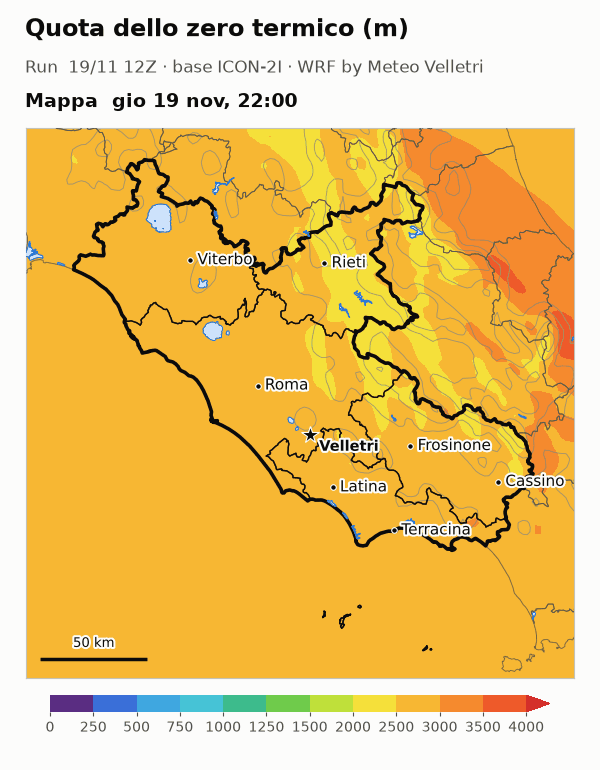 Quota dello zero termico (m)
Run  19/11 12Z · base ICON-2I · WRF by Meteo Velletri
Mappa  gio 19 nov, 22:00
Viterbo
Rieti
Roma
Velletri
Frosinone
Cassino
Latina
Terracina
50 km
0 250 500 750 1000 1250 1500 2000 2500 3000 3500 4000